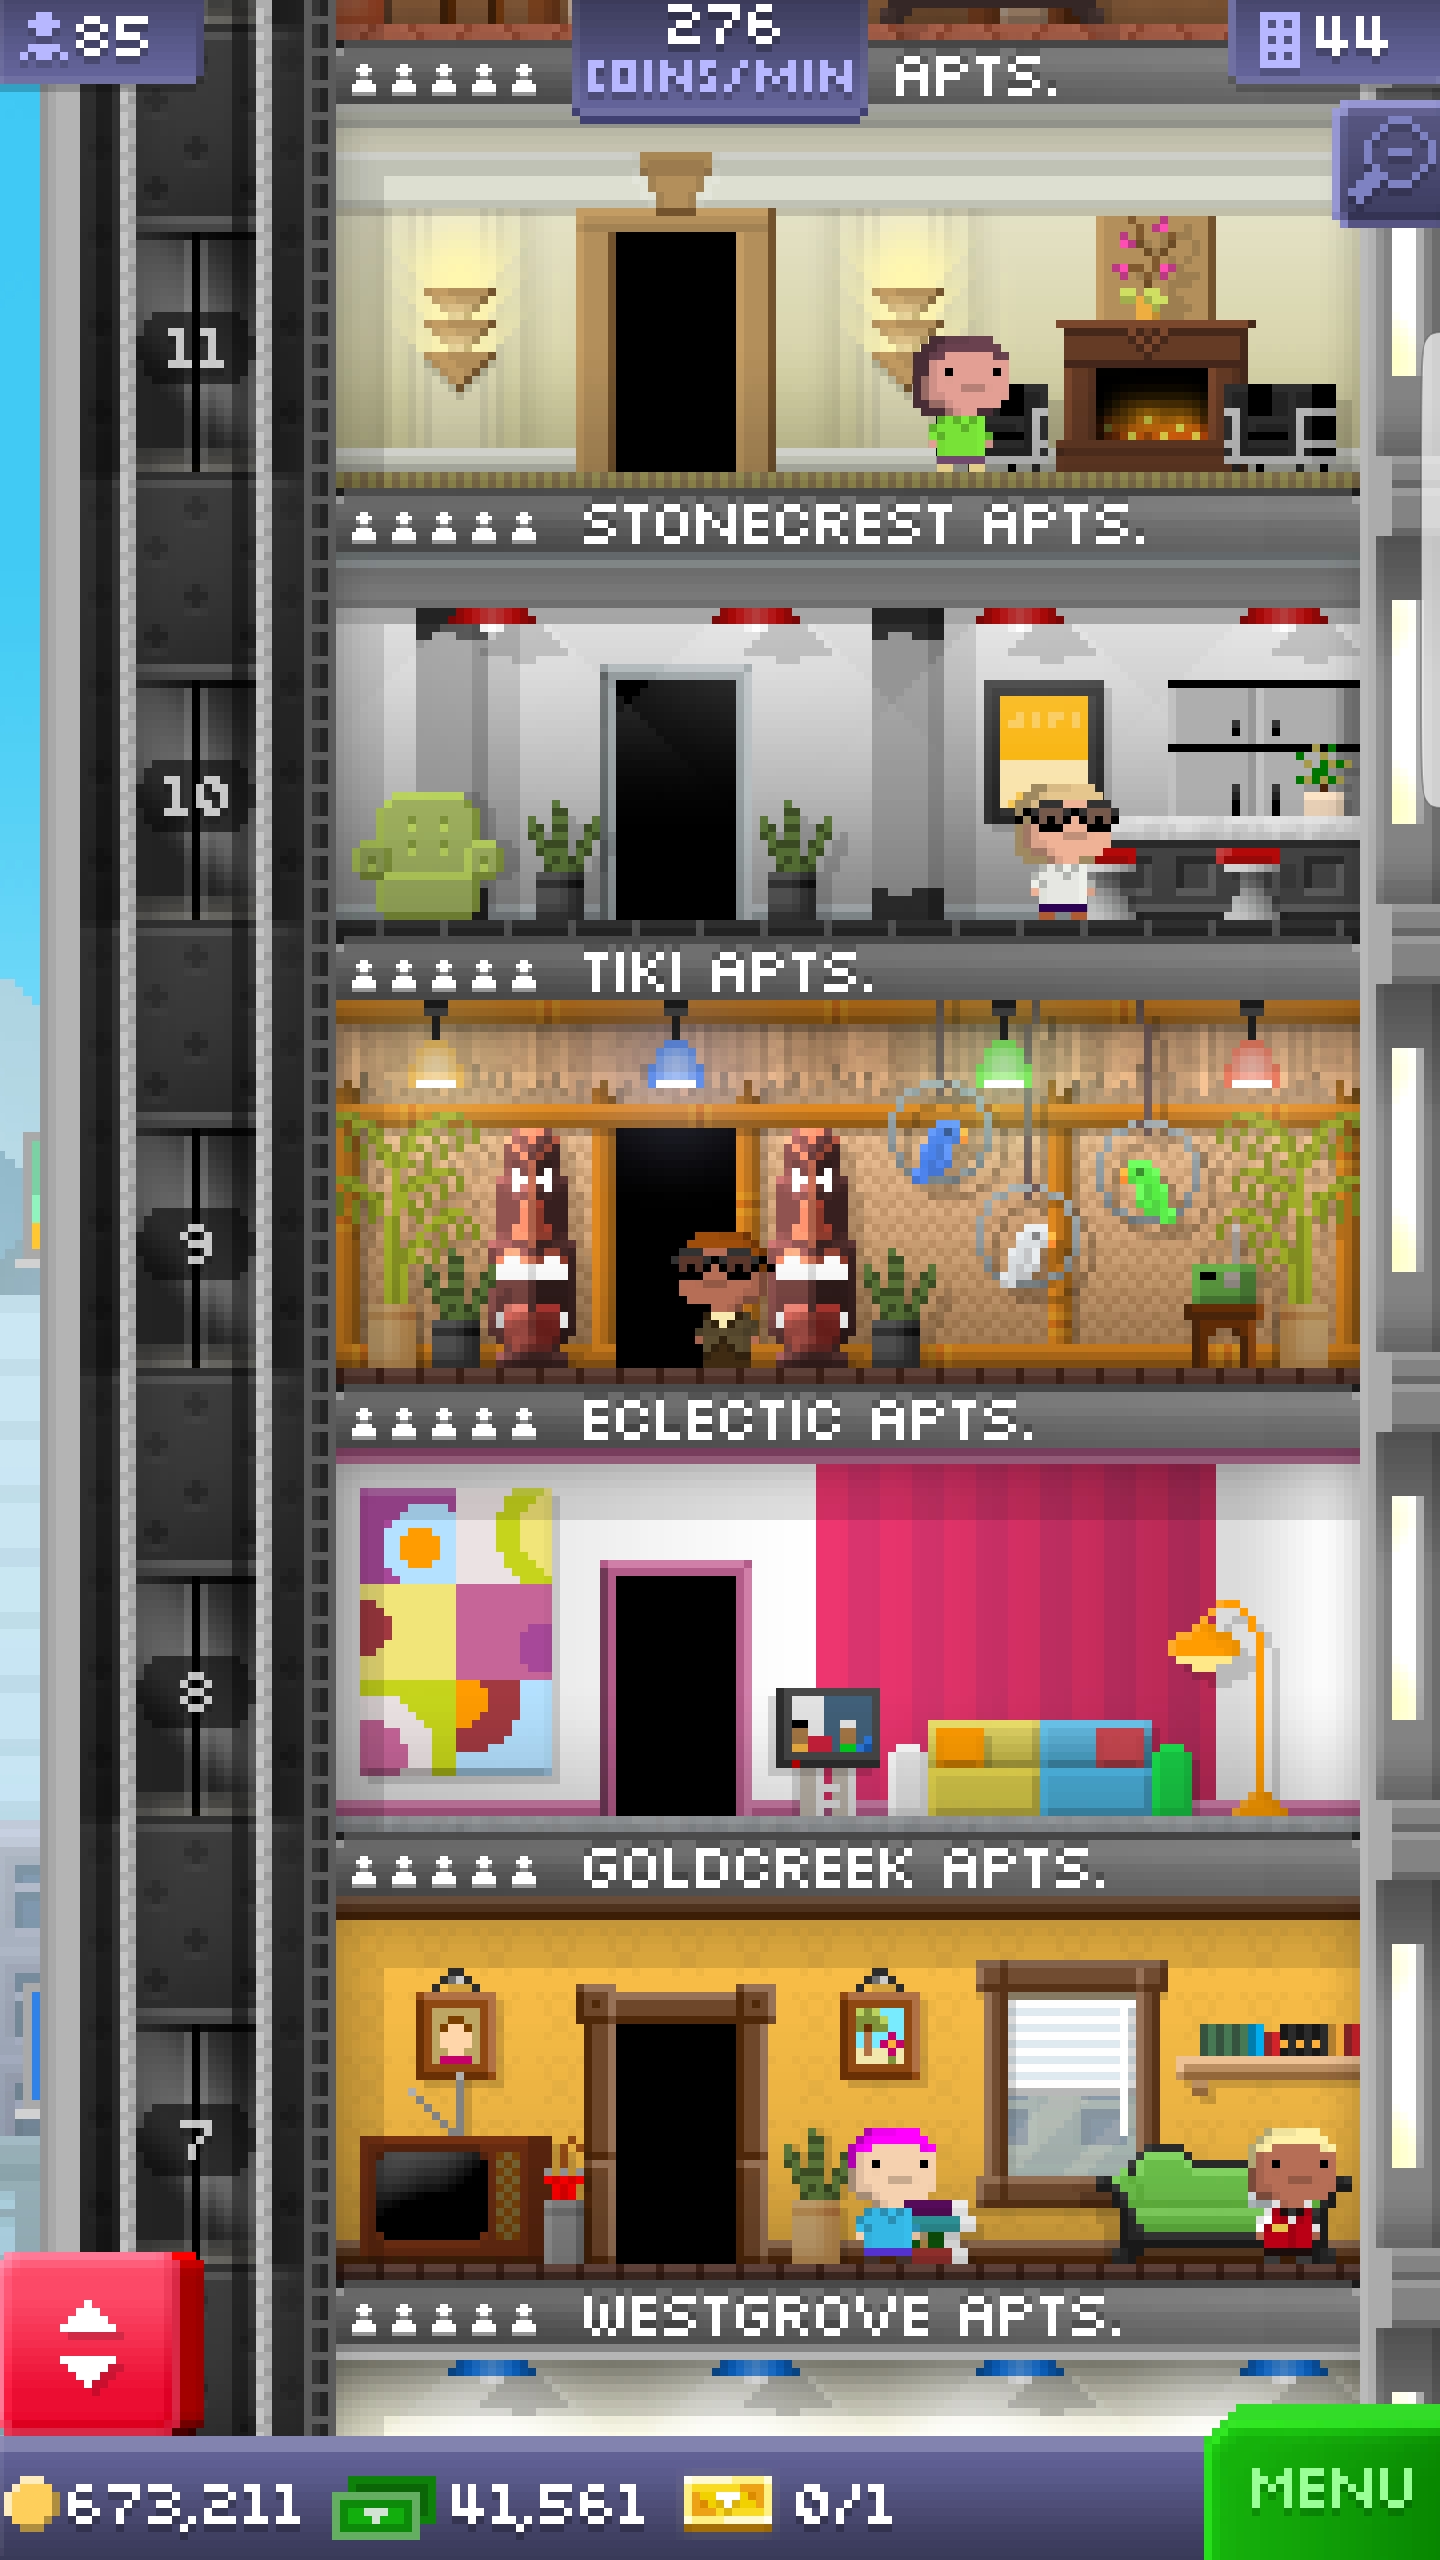 85
276
COINS/MIN
44
APTS.
11
STONECREST APTS.
10
TIKI APTS.
9
ECLECTIC APTS.
8
GOLDCREEK APTS.
7
WESTGROVE APTS.
673,211
41,561
0/1
MENU